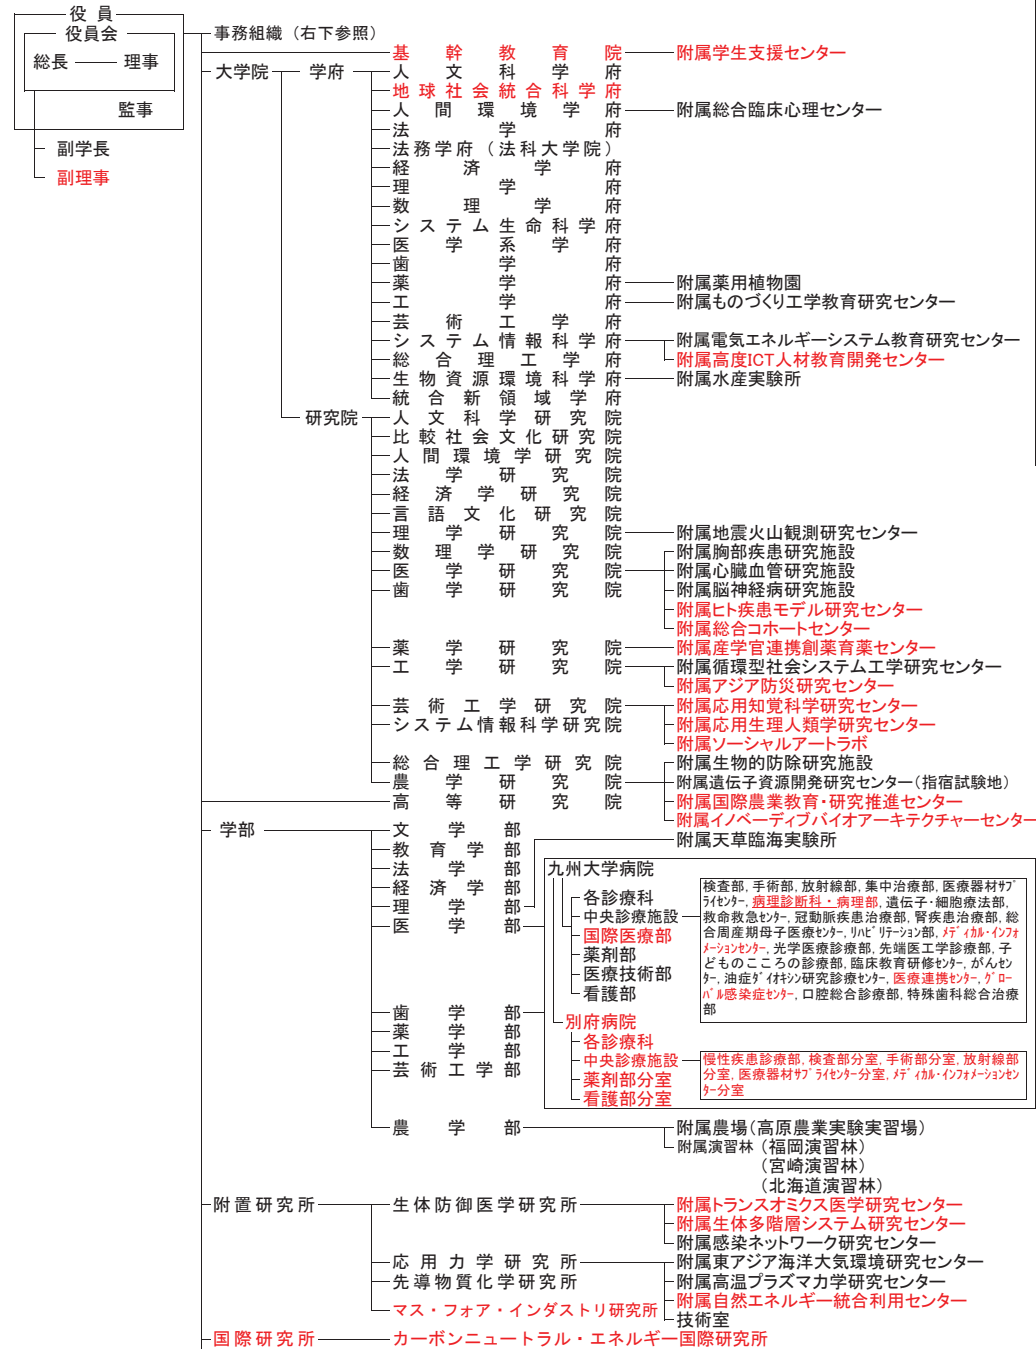 役員
役員会
総長 理事
監事
副学長
副理事
事務組織（右下参照）
基幹教育院 附属学生支援センター
大学院 学府 人文科学府
地球社会統合科学府
人間環境学府 附属総合臨床心理センター
法学府
法務学府（法科大学院）
経済学府
理学府
数理学府
システム生命科学府
医学系学府
歯学府
薬学府 附属薬用植物園
工学府 附属ものづくり工学教育研究センター
芸術工学府
システム情報科学府 附属電気エネルギーシステム教育研究センター
総合理工学府 附属高度ICT人材教育開発センター
生物資源環境科学府 附属水産実験所
統合新領域学府
研究院 人文科学研究院
比較社会文化研究院
人間環境学研究院
法学研究院
経済学研究院
言語文化研究院
理学研究院 附属地震火山観測研究センター
数理学研究院 附属胸部疾患研究施設
医学研究院 附属心臓血管研究施設
歯学研究院 附属脳神経病研究施設
附属ヒト疾患モデル研究センター
附属総合コホートセンター
薬学研究院 附属産学官連携創薬育薬センター
工学研究院 附属循環型社会システム工学研究センター
附属アジア防災研究センター
芸術工学研究院 附属応用知覚科学研究センター
システム情報科学研究院 附属応用生理人類学研究センター
附属ソーシャルアートラボ
総合理工学研究院 附属生物的防除研究施設
農学研究院 附属遺伝子資源開発研究センター（指宿試験地）
高等研究院 附属国際農業教育・研究推進センター
附属イノベーディブバイオアーキテクチャーセンター
学部 文学部
附属天草臨海実験所
教育学部
法学部
経済学部
理学部
医学部
歯学部
薬学部
工学部
芸術工学部
九州大学病院
各診療科
中央診療施設
国際医療部
薬剤部
医療技術部
看護部
検査部, 手術部, 放射線部, 集中治療部, 医療器材ｻﾌﾟ
ﾗｲｾﾝﾀｰ, 病理診断科・病理部, 遺伝子・細胞療法部,
救命救急ｾﾝﾀｰ, 冠動脈疾患治療部, 腎疾患治療部, 総
合周産期母子医療ｾﾝﾀｰ, ﾘﾊﾋﾞﾘﾃｰｼｮﾝ部, ﾒﾃﾞｨｶﾙ・ｲﾝﾌｫ
ﾒｰｼｮﾝｾﾝﾀｰ, 光学医療診療部, 先端医工学診療部, 子
どものこころの診療部, 臨床教育研修ｾﾝﾀｰ, がんｾﾝ
ﾀｰ, 油症ﾀﾞｲｵｷｼﾝ研究診療ｾﾝﾀｰ, 医療連携ｾﾝﾀｰ, ｸﾞﾛｰ
ﾊﾞﾙ感染症ｾﾝﾀｰ, 口腔総合診療部, 特殊歯科総合治療
部
別府病院
各診療科
中央診療施設
薬剤部分室
看護部分室
慢性疾患診療部, 検査部分室, 手術部分室, 放射線部
分室, 医療器材ｻﾌﾟﾗｲｾﾝﾀｰ分室, ﾒﾃﾞｨｶﾙ・ｲﾝﾌｫﾒｰｼｮﾝｾﾝ
ﾀｰ分室
農学部 附属農場（高原農業実験実習場）
附属演習林（福岡演習林）
（宮崎演習林）
（北海道演習林）
附置研究所 生体防御医学研究所 附属トランスオミクス医学研究センター
附属生体多階層システム研究センター
附属感染ネットワーク研究センター
応用力学研究所 附属東アジア海洋大気環境研究センター
先導物質化学研究所 附属高温プラズマ力学研究センター
附属自然エネルギー統合利用センター
マス・フォア・インダストリ研究所
技術室
国際研究所 カーボンニュートラル・エネルギー国際研究所